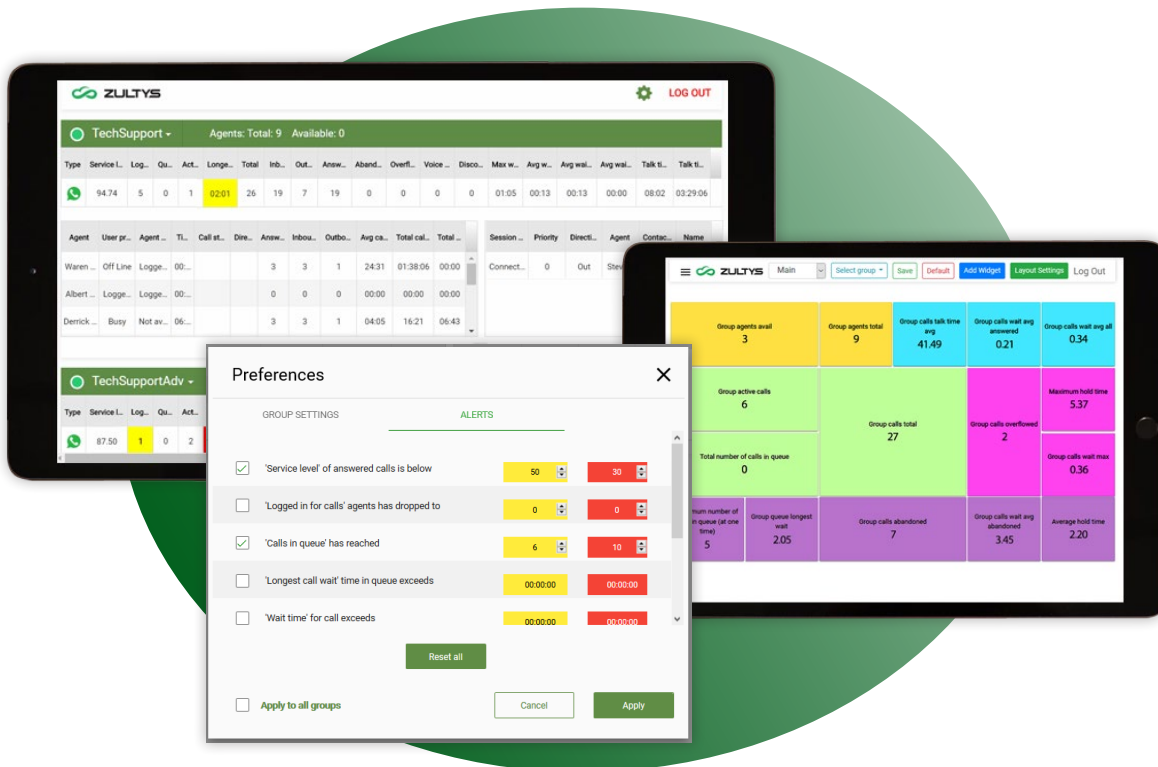 ZULTYS
LOG OUT
TechSupport
Agents: Total: 9 Available: 0
Type Service l... Log... Qu... Act... Longe... Total Inb... Out... Answ... Aband... Overfl... Voice ... Disco... Max w... Avg w... Avg wai... Avg wai... Talk ti... Talk ti...
94.74 5 0 1 02:01 26 19 7 19 0 0 0 0 01:05 00:13 00:13 00:00 08:02 03:29:06
Agent User pr... Agent ... Ti... Call st... Dire... Answ... Inbou... Outbo... Avg ca... Total cal... Total ...
Waren ... Off Line Logge... 00:... 3 3 1 24:31 01:38:06 00:00
Albert ... Logge... Logge... 00:... 0 0 0 00:00 00:00 00:00
Derrick ... Busy Not av... 06:... 3 3 1 04:05 16:21 06:43
Session ... Priority Directi... Agent Contac... Name
Connect... 0 Out Stev
TechSupportAdv
Type Service l... Log... Qu... Act...
87.50 1 0 2
Preferences
GROUP SETTINGS
ALERTS
'Service level' of answered calls is below 50 30
'Logged in for calls' agents has dropped to 0 0
'Calls in queue' has reached 6 10
'Longest call wait' time in queue exceeds 00:00:00 00:00:00
'Wait time' for call exceeds 00:00:00 00:00:00
Reset all
Apply to all groups
Cancel
Apply
ZULTYS
Main
Select group
Save
Default
Add Widget
Layout Settings
Log Out
Group agents avail
3
Group agents total
9
Group calls talk time
avg
41.49
Group calls wait avg
answered
0.21
Group calls wait avg all
0.34
Group active calls
6
Group calls total
27
Group calls overflowed
2
Maximum hold time
5.37
Total number of calls in queue
0
Group calls wait max
0.36
mum number of
in queue (at one
time)
5
Group queue longest
wait
2.05
Group calls abandoned
7
Group calls wait avg
abandoned
3.45
Average hold time
2.20